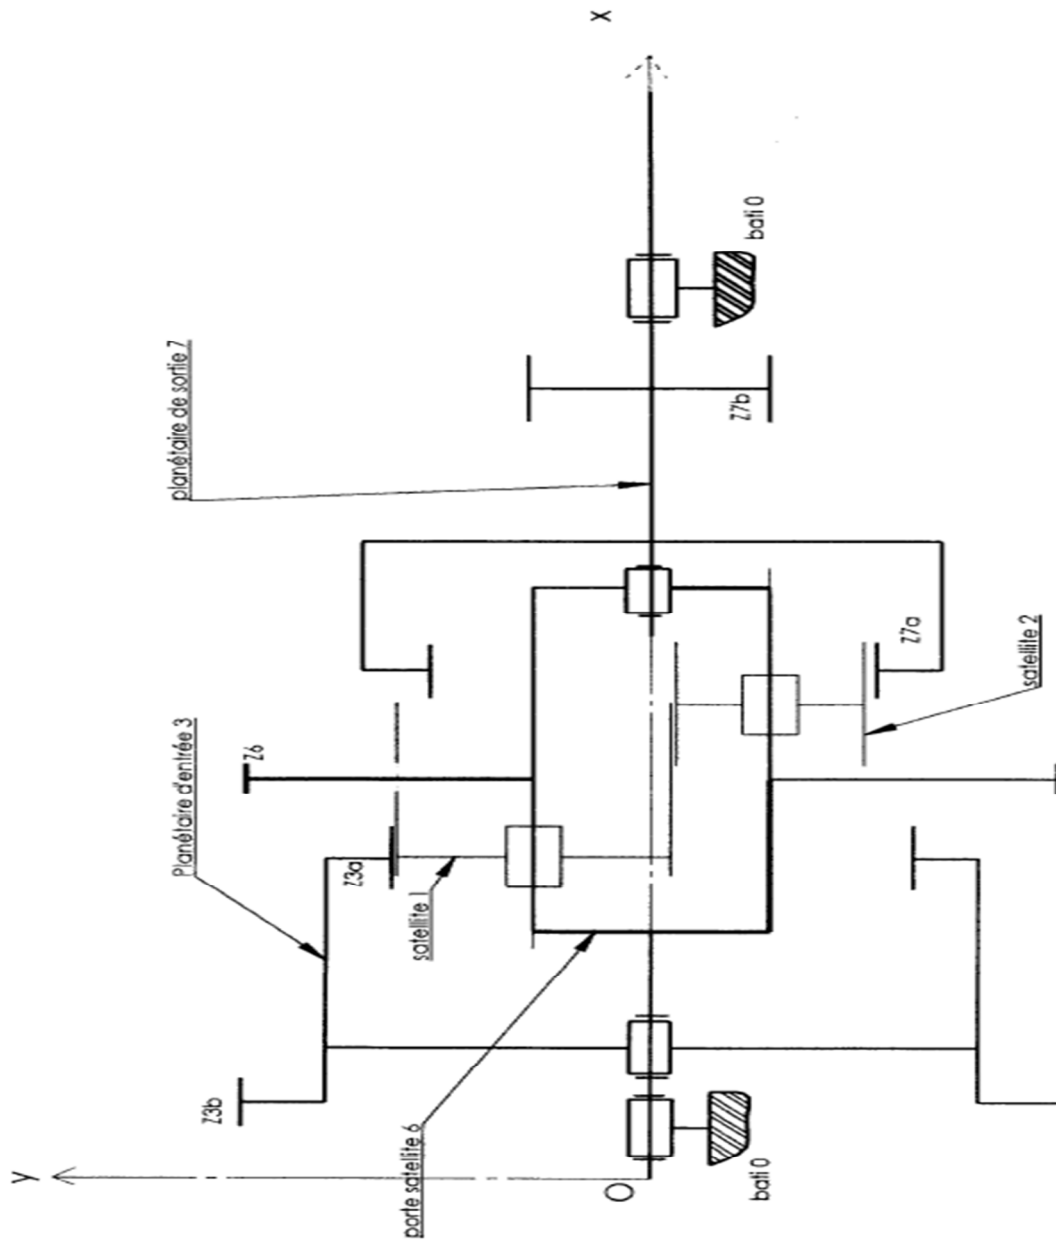 y
x
O
planétaire de sortie 7
Planétaire d'entrée 3
Z6
Z3a
Z3b
satellite 1
porte satellite 6
bati 0
bati 0
Z7b
Z7a
satellite 2